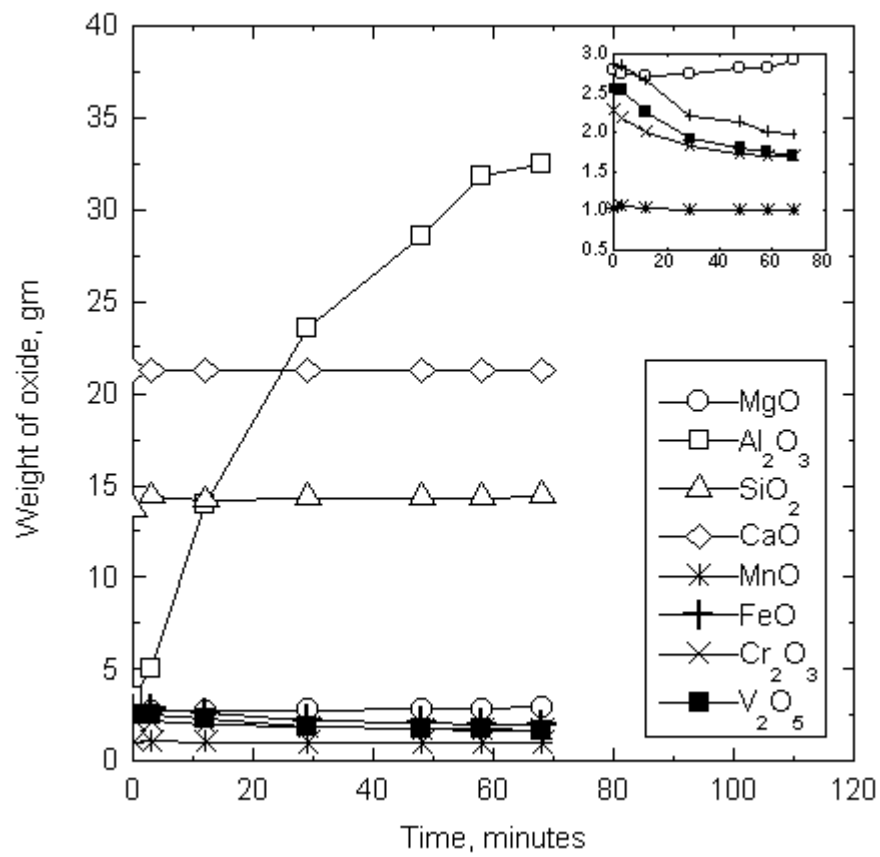 40
35
30
25
20
15
10
5
0
Weight of oxide, gm
0 20 40 60 80 100 120
Time, minutes
3.0
2.5
2.0
1.5
1.0
0.5
0 20 40 60 80
MgO
Al₂O₃
SiO₂
CaO
MnO
FeO
Cr₂O₃
V₂O₅